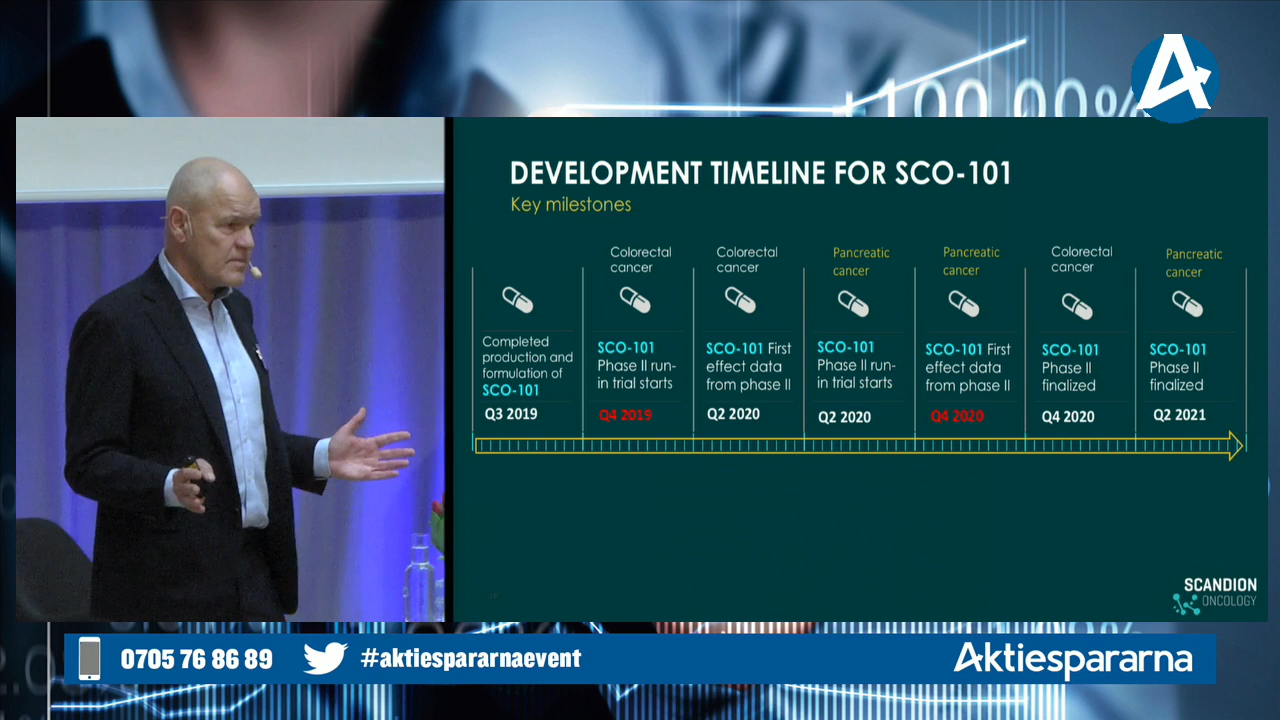 +100,00%
DEVELOPMENT TIMELINE FOR SCO-101
Key milestones
Completed
production and
formulation of
SCO-101
Q3 2019
Colorectal
cancer
SCO-101
Phase II run-
in trial starts
Q4 2019
Colorectal
cancer
SCO-101 First
effect data
from phase II
Q2 2020
Pancreatic
cancer
SCO-101
Phase II run-
in trial starts
Q2 2020
Pancreatic
cancer
SCO-101 First
effect data
from phase II
Q4 2020
Colorectal
cancer
SCO-101
Phase II
finalized
Q4 2020
Pancreatic
cancer
SCO-101
Phase II
finalized
Q2 2021
SCANDION
ONCOLOGY
0705 76 86 89
#aktiespararnaevent
Aktiespararna